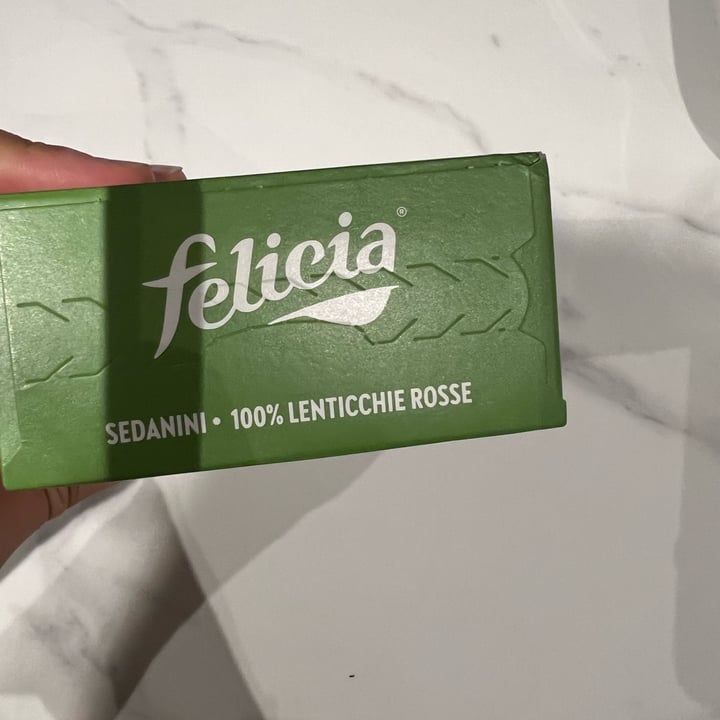 felicia®
SEDANINI • 100% LENTICCHIE ROSSE